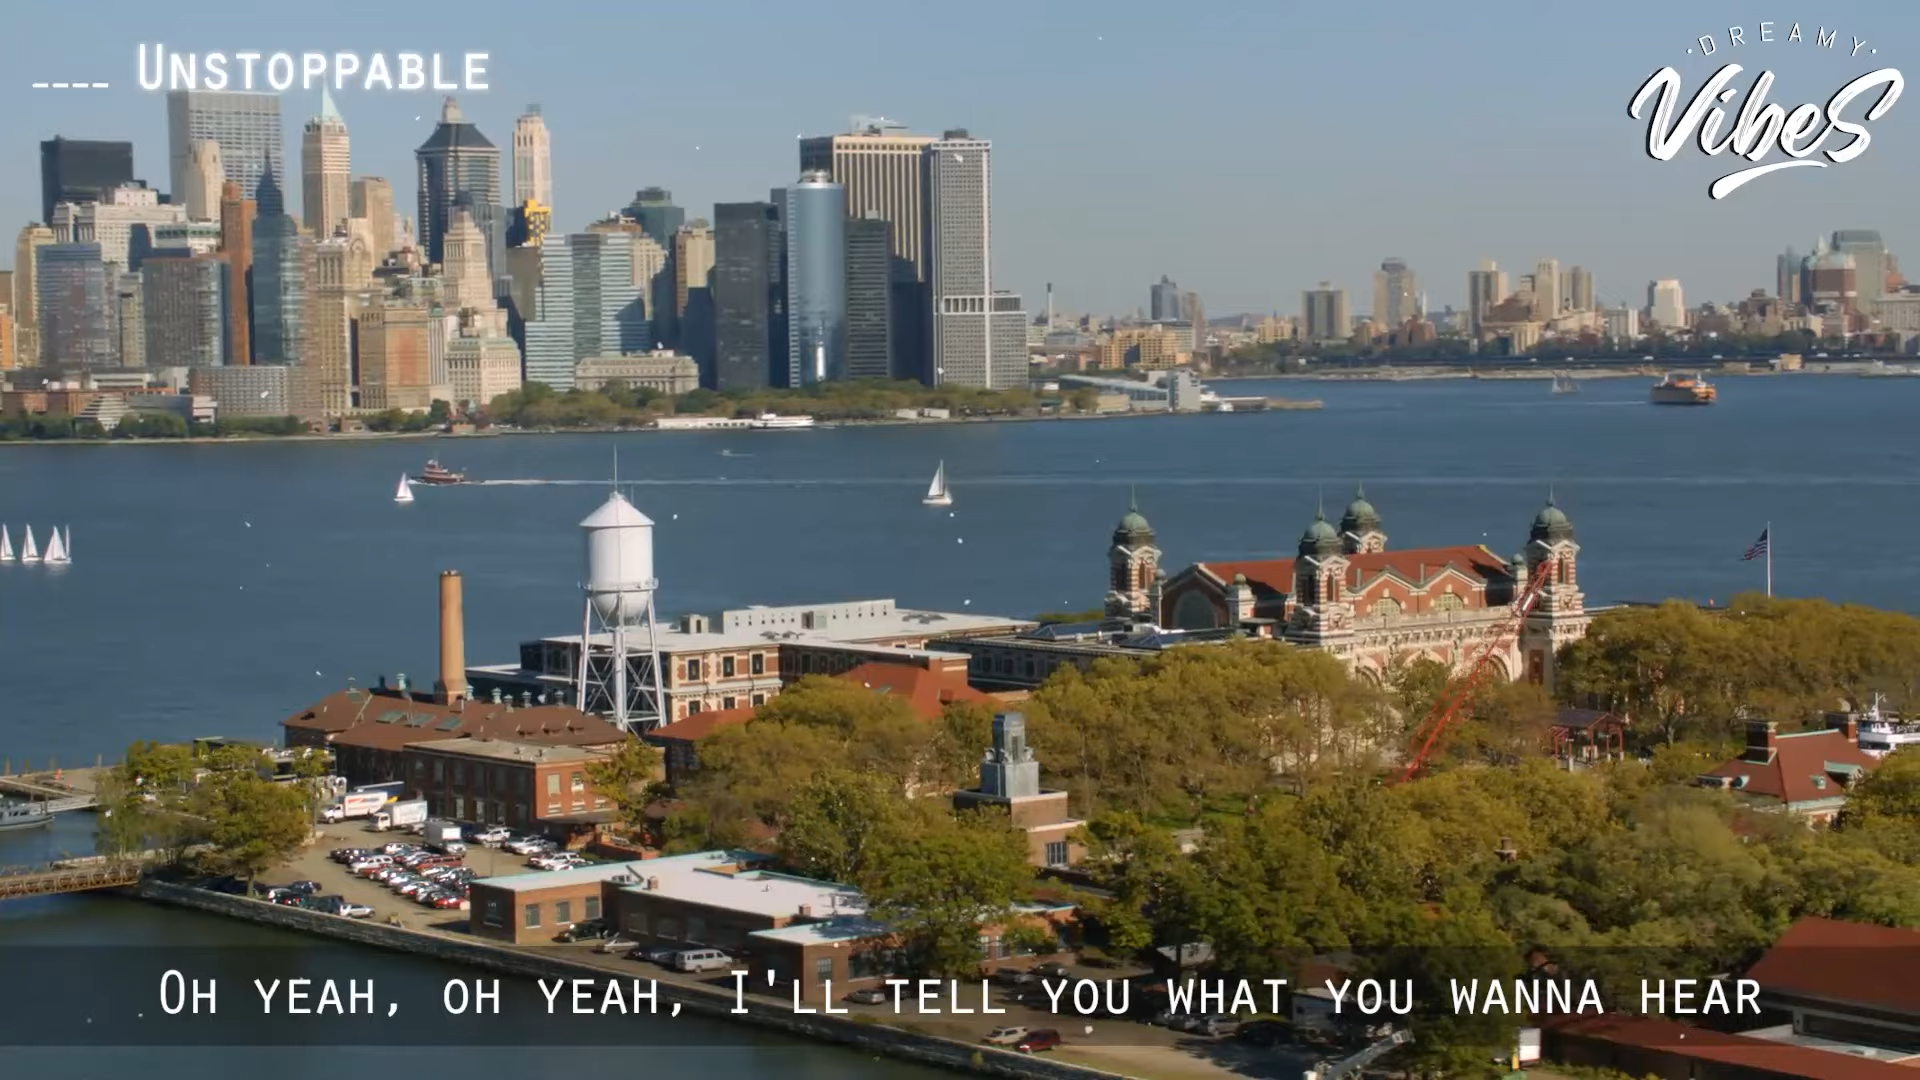 ____ Unstoppable
·DREAMY·
Vibes
Oh yeah, oh yeah, I'll tell you what you wanna hear